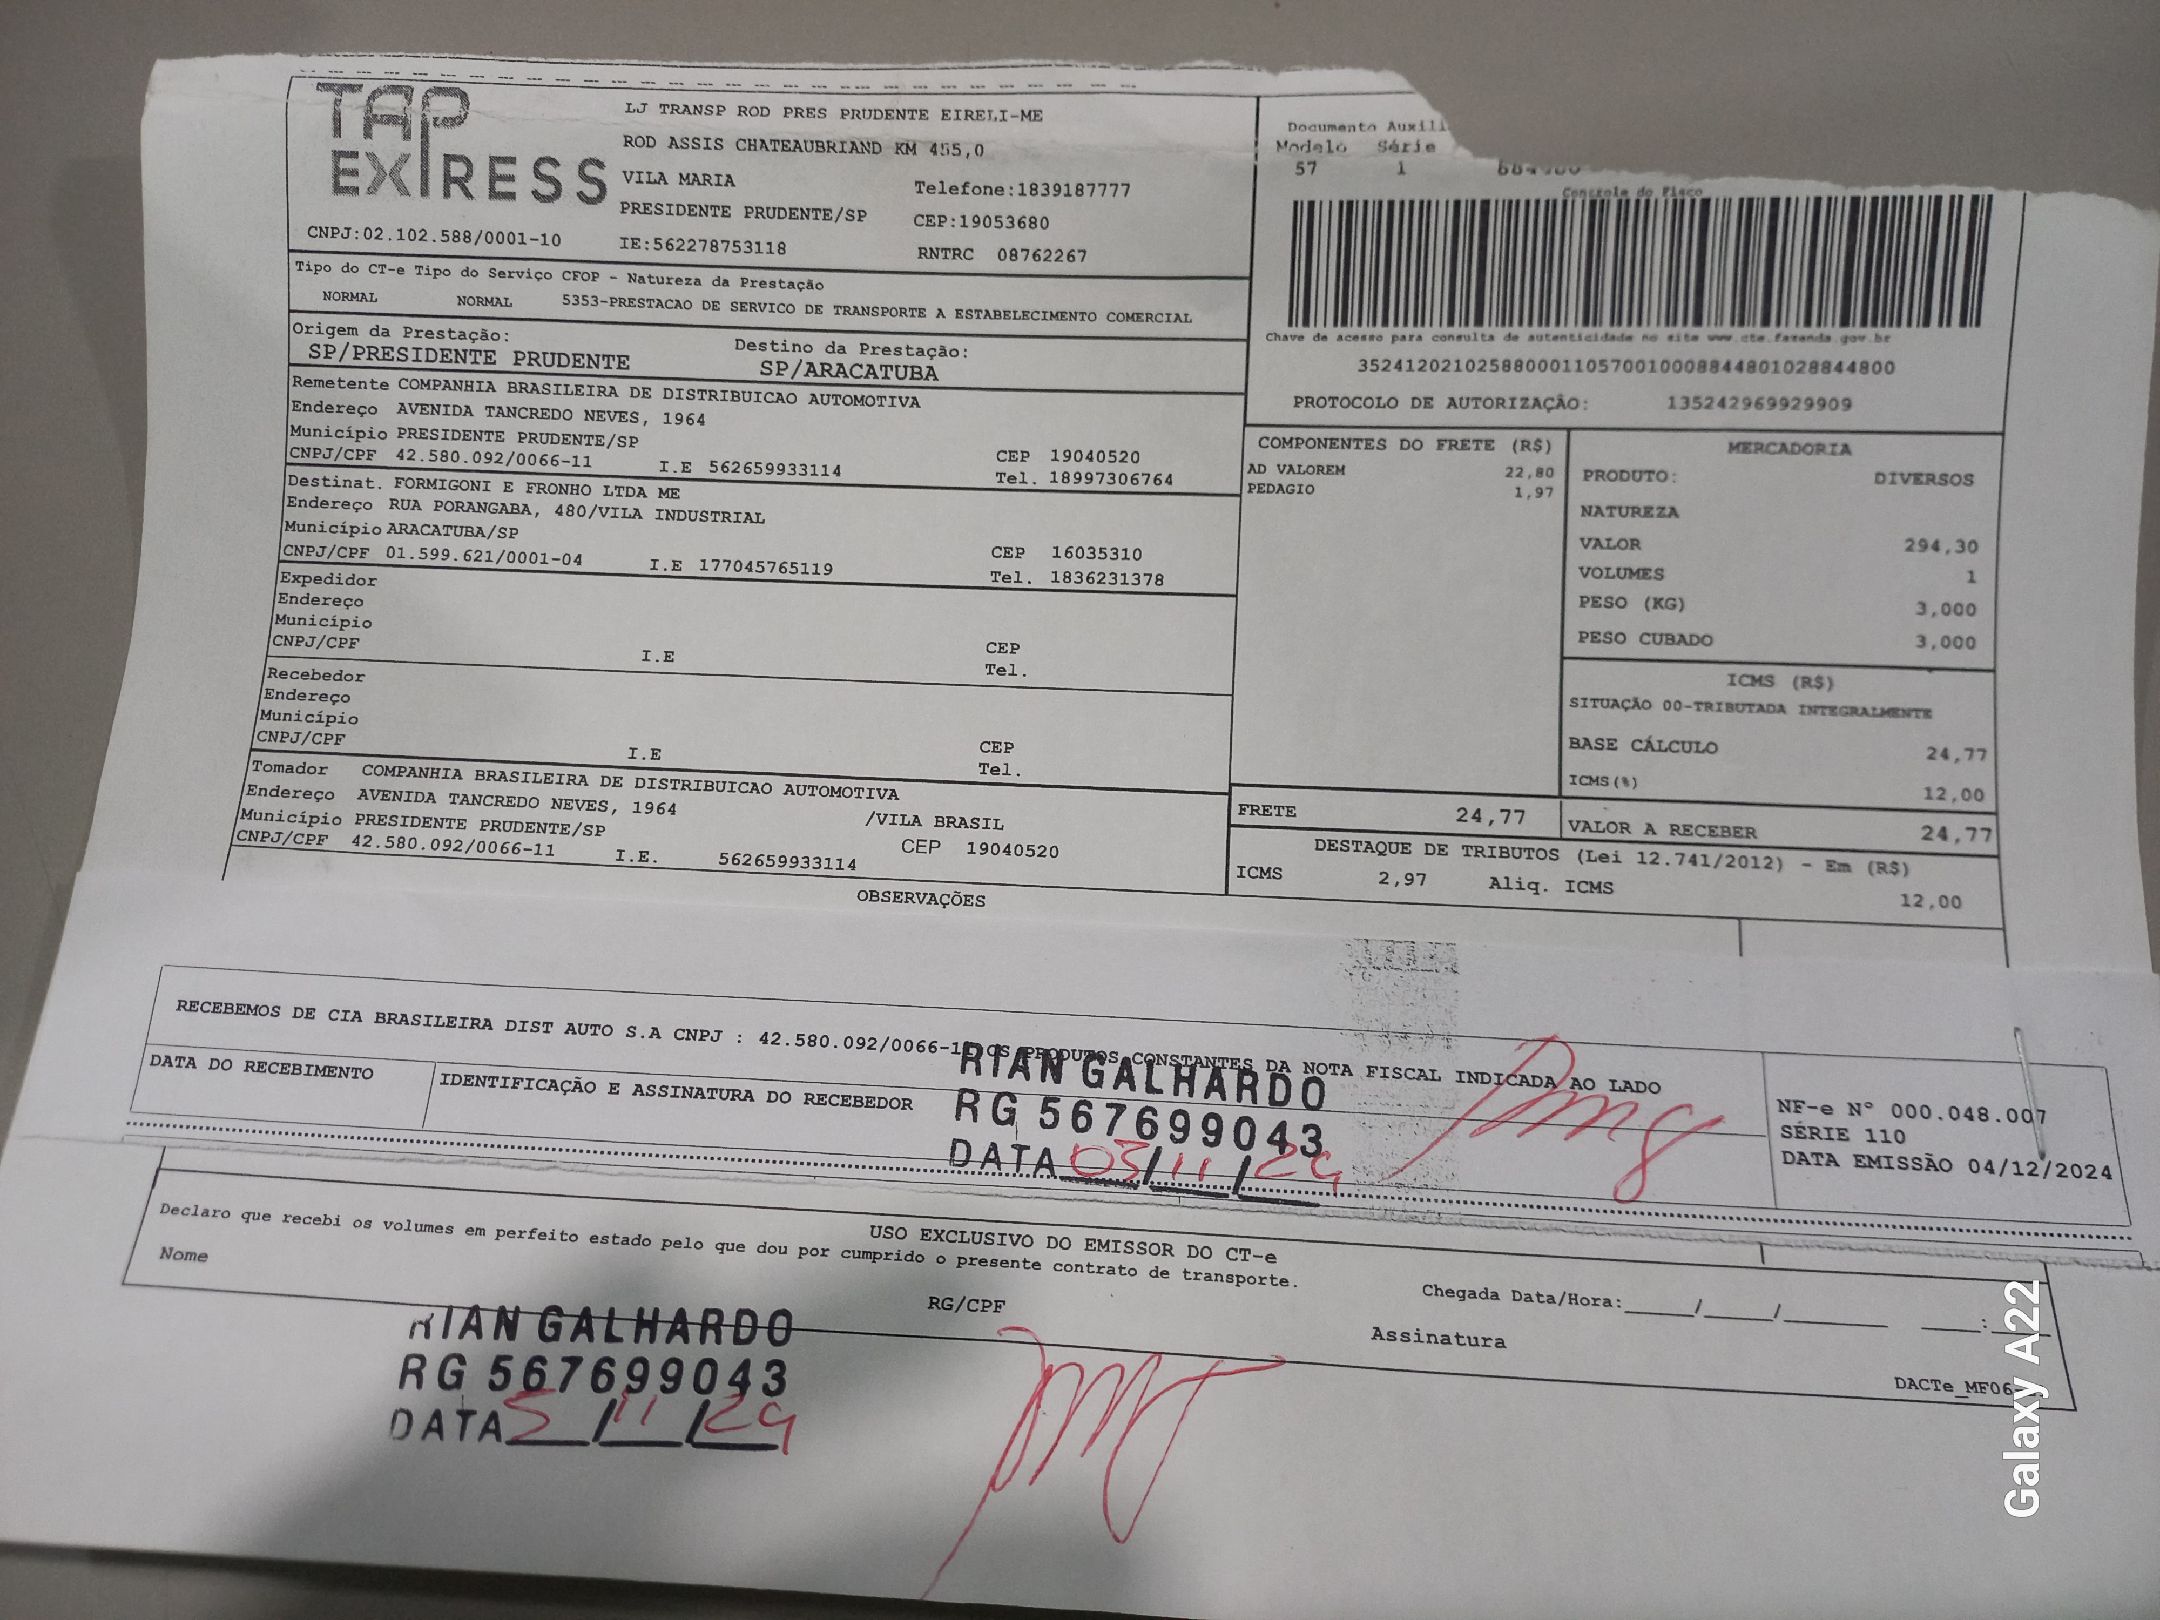 TAP
EXPRESS
LJ TRANSP ROD PRES PRUDENTE EIRELI-ME
ROD ASSIS CHATEAUBRIAND KM 455,0
VILA MARIA Telefone:1839187777
PRESIDENTE PRUDENTE/SP CEP:19053680
CNPJ:02.102.588/0001-10 IE:562278753118 RNTRC 08762267
Documento
Modelo Série
57 1
Controle do Fisco
Chave de acesso para consulta de autenticidade no site www.cte.fazenda.gov.br
35241202102588000110570010008844801028844800
PROTOCOLO DE AUTORIZAÇÃO: 135242969929909
Tipo do CT-e Tipo do Serviço CFOP - Natureza da Prestação
NORMAL NORMAL 5353-PRESTACAO DE SERVICO DE TRANSPORTE A ESTABELECIMENTO COMERCIAL
Origem da Prestação: Destino da Prestação:
SP/PRESIDENTE PRUDENTE SP/ARACATUBA
Remetente COMPANHIA BRASILEIRA DE DISTRIBUICAO AUTOMOTIVA
Endereço AVENIDA TANCREDO NEVES, 1964
Município PRESIDENTE PRUDENTE/SP CEP 19040520
CNPJ/CPF 42.580.092/0066-11 I.E 562659933114 Tel. 18997306764
Destinat. FORMIGONI E FRONHO LTDA ME
Endereço RUA PORANGABA, 480/VILA INDUSTRIAL
Município ARACATUBA/SP CEP 16035310
CNPJ/CPF 01.599.621/0001-04 I.E 177045765119 Tel. 1836231378
Expedidor
Endereço
Município CEP
CNPJ/CPF I.E Tel.
Recebedor
Endereço
Município CEP
CNPJ/CPF I.E Tel.
Tomador COMPANHIA BRASILEIRA DE DISTRIBUICAO AUTOMOTIVA
Endereço AVENIDA TANCREDO NEVES, 1964 /VILA BRASIL
Município PRESIDENTE PRUDENTE/SP CEP 19040520
CNPJ/CPF 42.580.092/0066-11 I.E. 562659933114
COMPONENTES DO FRETE (R$)
AD VALOREM 22,80
PEDAGIO 1,97
MERCADORIA
PRODUTO: DIVERSOS
NATUREZA
VALOR 294,30
VOLUMES 1
PESO (KG) 3,000
PESO CUBADO 3,000
ICMS (R$)
SITUAÇÃO 00-TRIBUTADA INTEGRALMENTE
BASE CÁLCULO 24,77
ICMS(%) 12,00
FRETE 24,77 VALOR A RECEBER 24,77
DESTAQUE DE TRIBUTOS (Lei 12.741/2012) - Em (R$)
ICMS 2,97 Aliq. ICMS 12,00
OBSERVAÇÕES
RECEBEMOS DE CIA BRASILEIRA DIST AUTO S.A CNPJ : 42.580.092/0066-11 OS PRODUTOS CONSTANTES DA NOTA FISCAL INDICADA AO LADO
DATA DO RECEBIMENTO IDENTIFICAÇÃO E ASSINATURA DO RECEBEDOR
RIAN GALHARDO
RG 567699043
DATA 05/11/24
NF-e Nº 000.048.007
SÉRIE 110
DATA EMISSÃO 04/12/2024
USO EXCLUSIVO DO EMISSOR DO CT-e
Declaro que recebi os volumes em perfeito estado pelo que dou por cumprido o presente contrato de transporte.
Nome RG/CPF Assinatura
Chegada Data/Hora:_____/_____/________ ____:____
RIAN GALHARDO
RG 567699043
DATA 5/11/24
DACTe_MF06
Galaxy A22